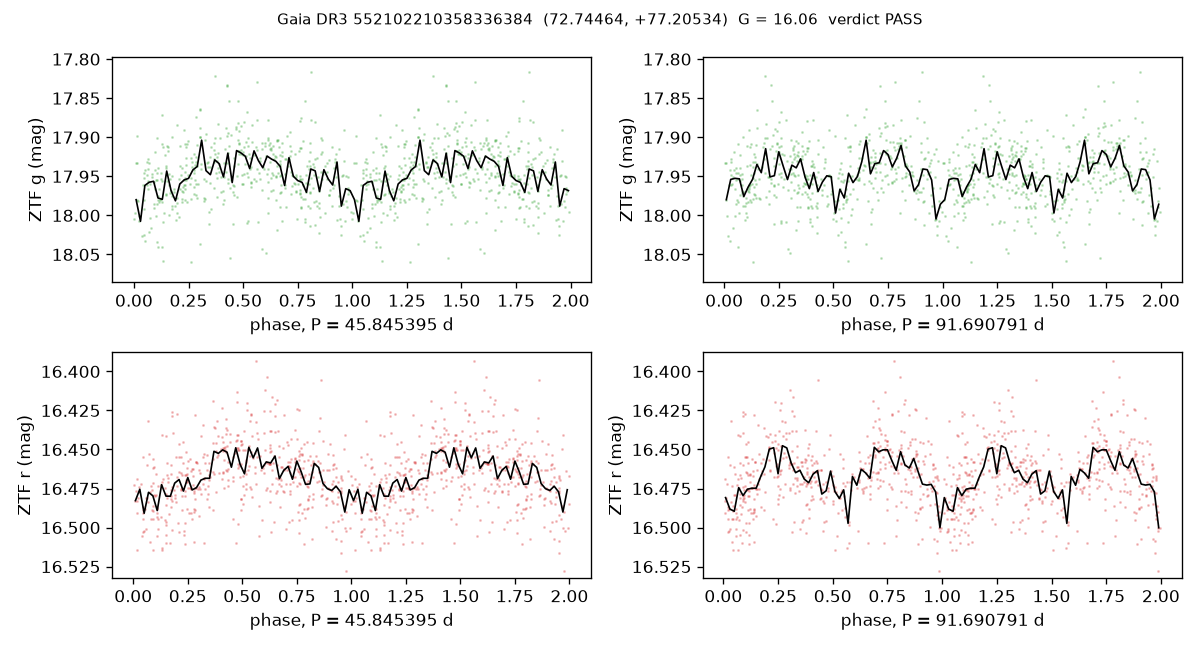 Gaia DR3 552102210358336384 (72.74464, +77.20534) G = 16.06 verdict PASS
17.80
17.85
17.90
17.95
18.00
18.05
ZTF g (mag)
0.00 0.25 0.50 0.75 1.00 1.25 1.50 1.75 2.00
phase, P = 45.845395 d
17.80
17.85
17.90
17.95
18.00
18.05
ZTF g (mag)
0.00 0.25 0.50 0.75 1.00 1.25 1.50 1.75 2.00
phase, P = 91.690791 d
16.400
16.425
16.450
16.475
16.500
16.525
ZTF r (mag)
0.00 0.25 0.50 0.75 1.00 1.25 1.50 1.75 2.00
phase, P = 45.845395 d
16.400
16.425
16.450
16.475
16.500
16.525
ZTF r (mag)
0.00 0.25 0.50 0.75 1.00 1.25 1.50 1.75 2.00
phase, P = 91.690791 d